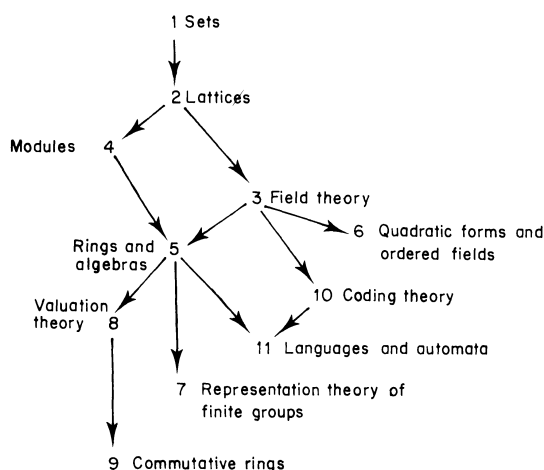 1 Sets
2 Lattices
Modules 4
3 Field theory
6 Quadratic forms and
ordered fields
Rings and 5
algebras
10 Coding theory
Valuation
theory 8
11 Languages and automata
7 Representation theory of
finite groups
9 Commutative rings